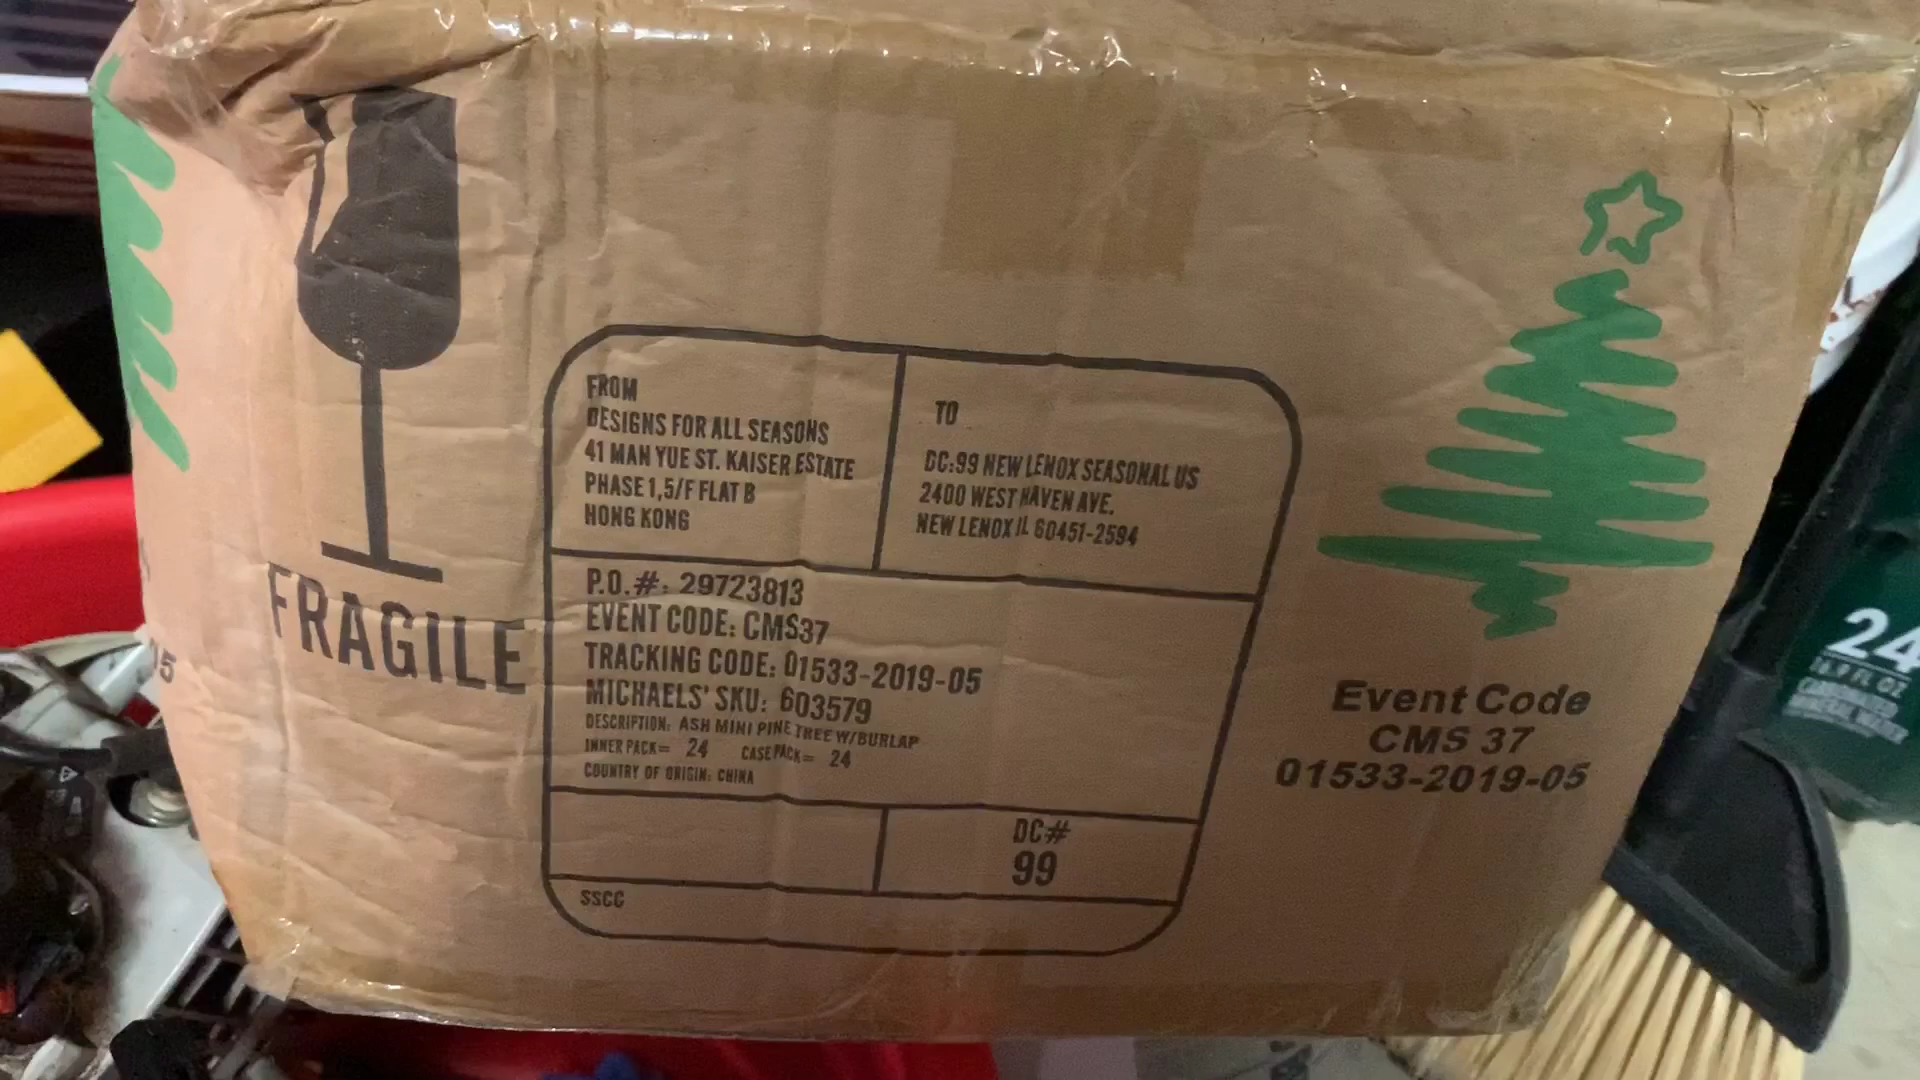 FRAGILE
FROM
DESIGNS FOR ALL SEASONS
41 MAN YUE ST. KAISER ESTATE
PHASE 1,5/F FLAT B
HONG KONG
TO
DC:99 NEW LENOX SEASONAL US
2400 WEST HAVEN AVE.
NEW LENOX IL 60451-2594
P.O.#: 29723813
EVENT CODE: CMS37
TRACKING CODE: 01533-2019-05
MICHAELS' SKU: 603579
DESCRIPTION: ASH MINI PINE TREE W/BURLAP
INNER PACK= 24 CASE PACK= 24
COUNTRY OF ORIGIN: CHINA
DC#
99
SSCC
Event Code
CMS 37
01533-2019-05
24